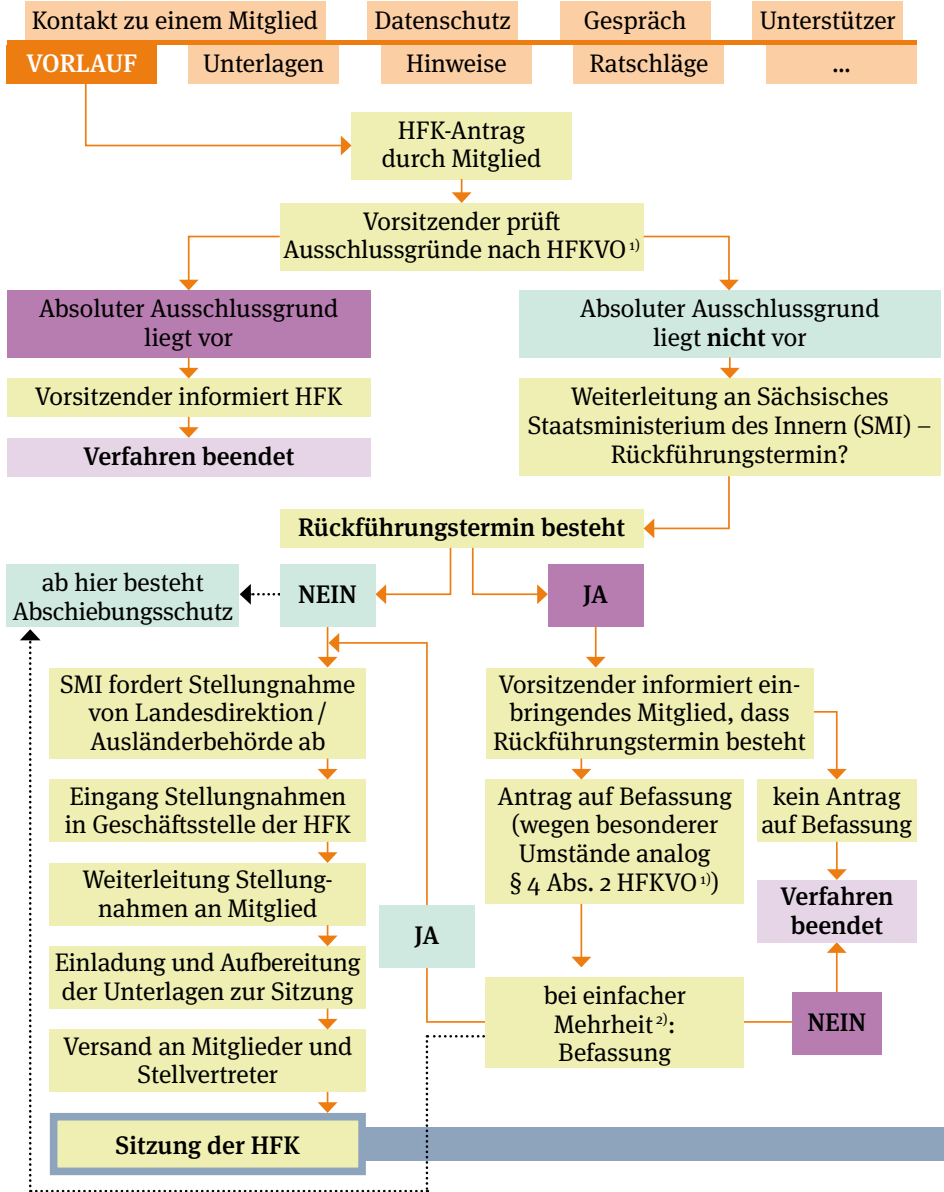 Kontakt zu einem Mitglied
Datenschutz
Gespräch
Unterstützer
VORLAUF
Unterlagen
Hinweise
Ratschläge
...
HFK-Antrag
durch Mitglied
Vorsitzender prüft
Ausschlussgründe nach HFKVO 1)
Absoluter Ausschlussgrund
liegt vor
Absoluter Ausschlussgrund
liegt nicht vor
Vorsitzender informiert HFK
Verfahren beendet
Weiterleitung an Sächsisches
Staatsministerium des Innern (SMI) –
Rückführungstermin?
Rückführungstermin besteht
ab hier besteht
Abschiebungsschutz
NEIN
JA
SMI fordert Stellungnahme
von Landesdirektion /
Ausländerbehörde ab
Vorsitzender informiert ein-
bringendes Mitglied, dass
Rückführungstermin besteht
Eingang Stellungnahmen
in Geschäftsstelle der HFK
Antrag auf Befassung
(wegen besonderer
Umstände analog
§ 4 Abs. 2 HFKVO 1))
kein Antrag
auf Befassung
Weiterleitung Stellung-
nahmen an Mitglied
JA
Verfahren
beendet
Einladung und Aufbereitung
der Unterlagen zur Sitzung
bei einfacher
Mehrheit 2):
Befassung
NEIN
Versand an Mitglieder und
Stellvertreter
Sitzung der HFK